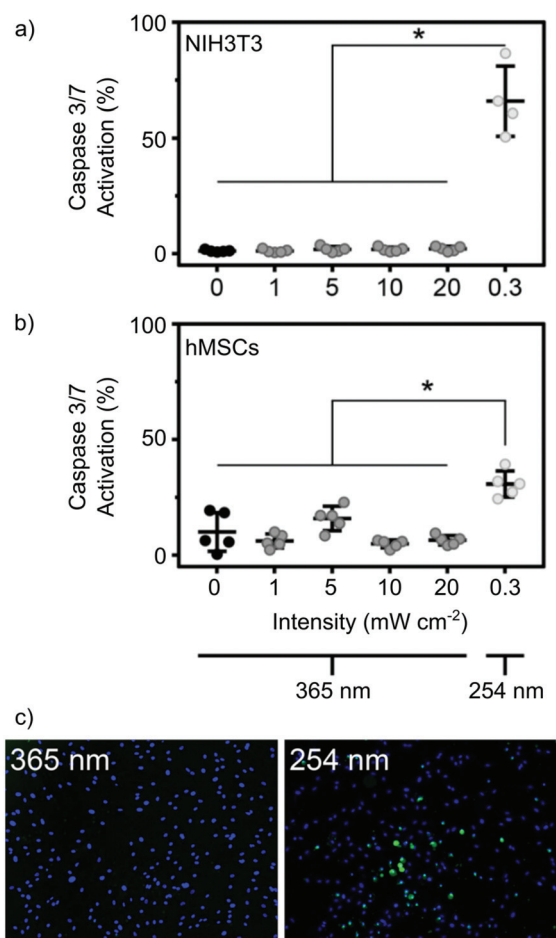 a)
NIH3T3
*
Caspase 3/7
Activation (%)
100
50
0
0 1 5 10 20 0.3
b)
hMSCs
*
Caspase 3/7
Activation (%)
100
50
0
0 1 5 10 20 0.3
Intensity (mW cm⁻²)
365 nm 254 nm
c)
365 nm 254 nm